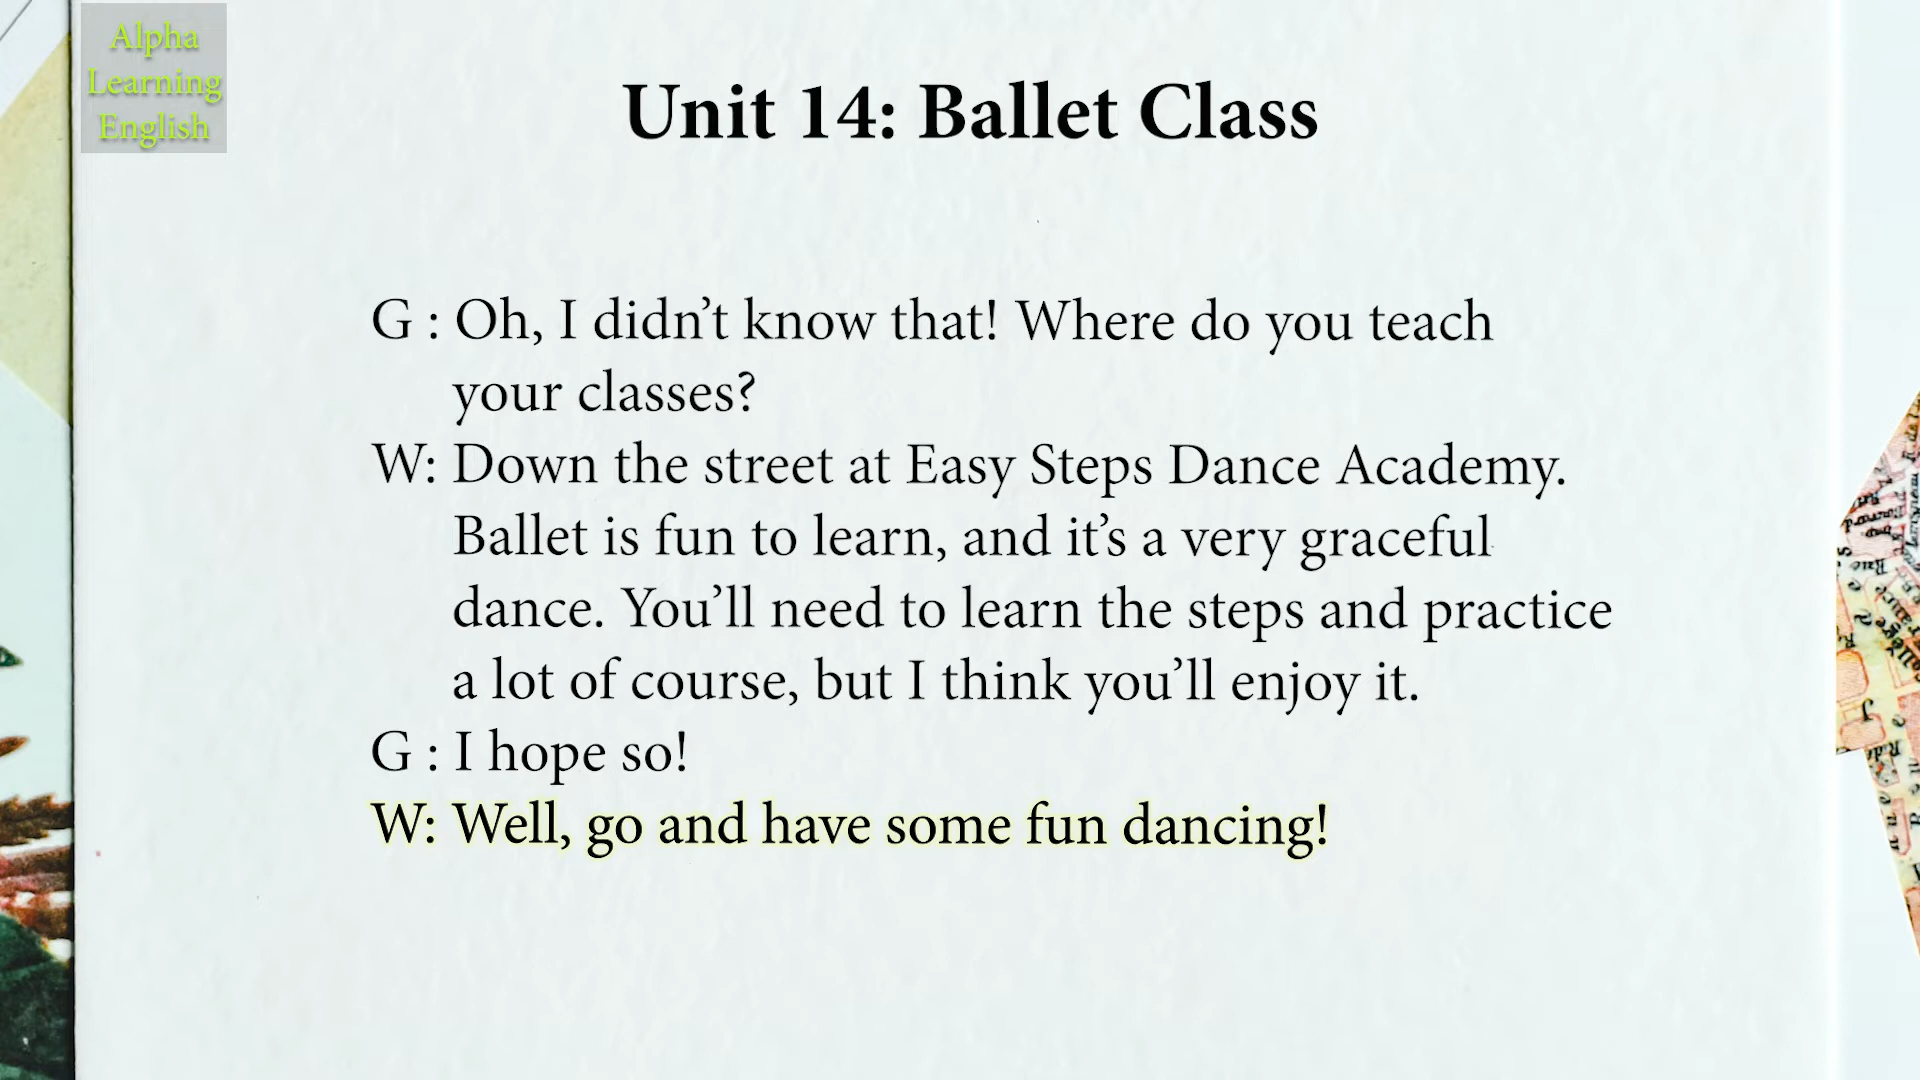 Alpha
Learning
English
Unit 14: Ballet Class
G : Oh, I didn’t know that! Where do you teach
your classes?
W: Down the street at Easy Steps Dance Academy.
Ballet is fun to learn, and it’s a very graceful
dance. You’ll need to learn the steps and practice
a lot of course, but I think you’ll enjoy it.
G : I hope so!
W: Well, go and have some fun dancing!